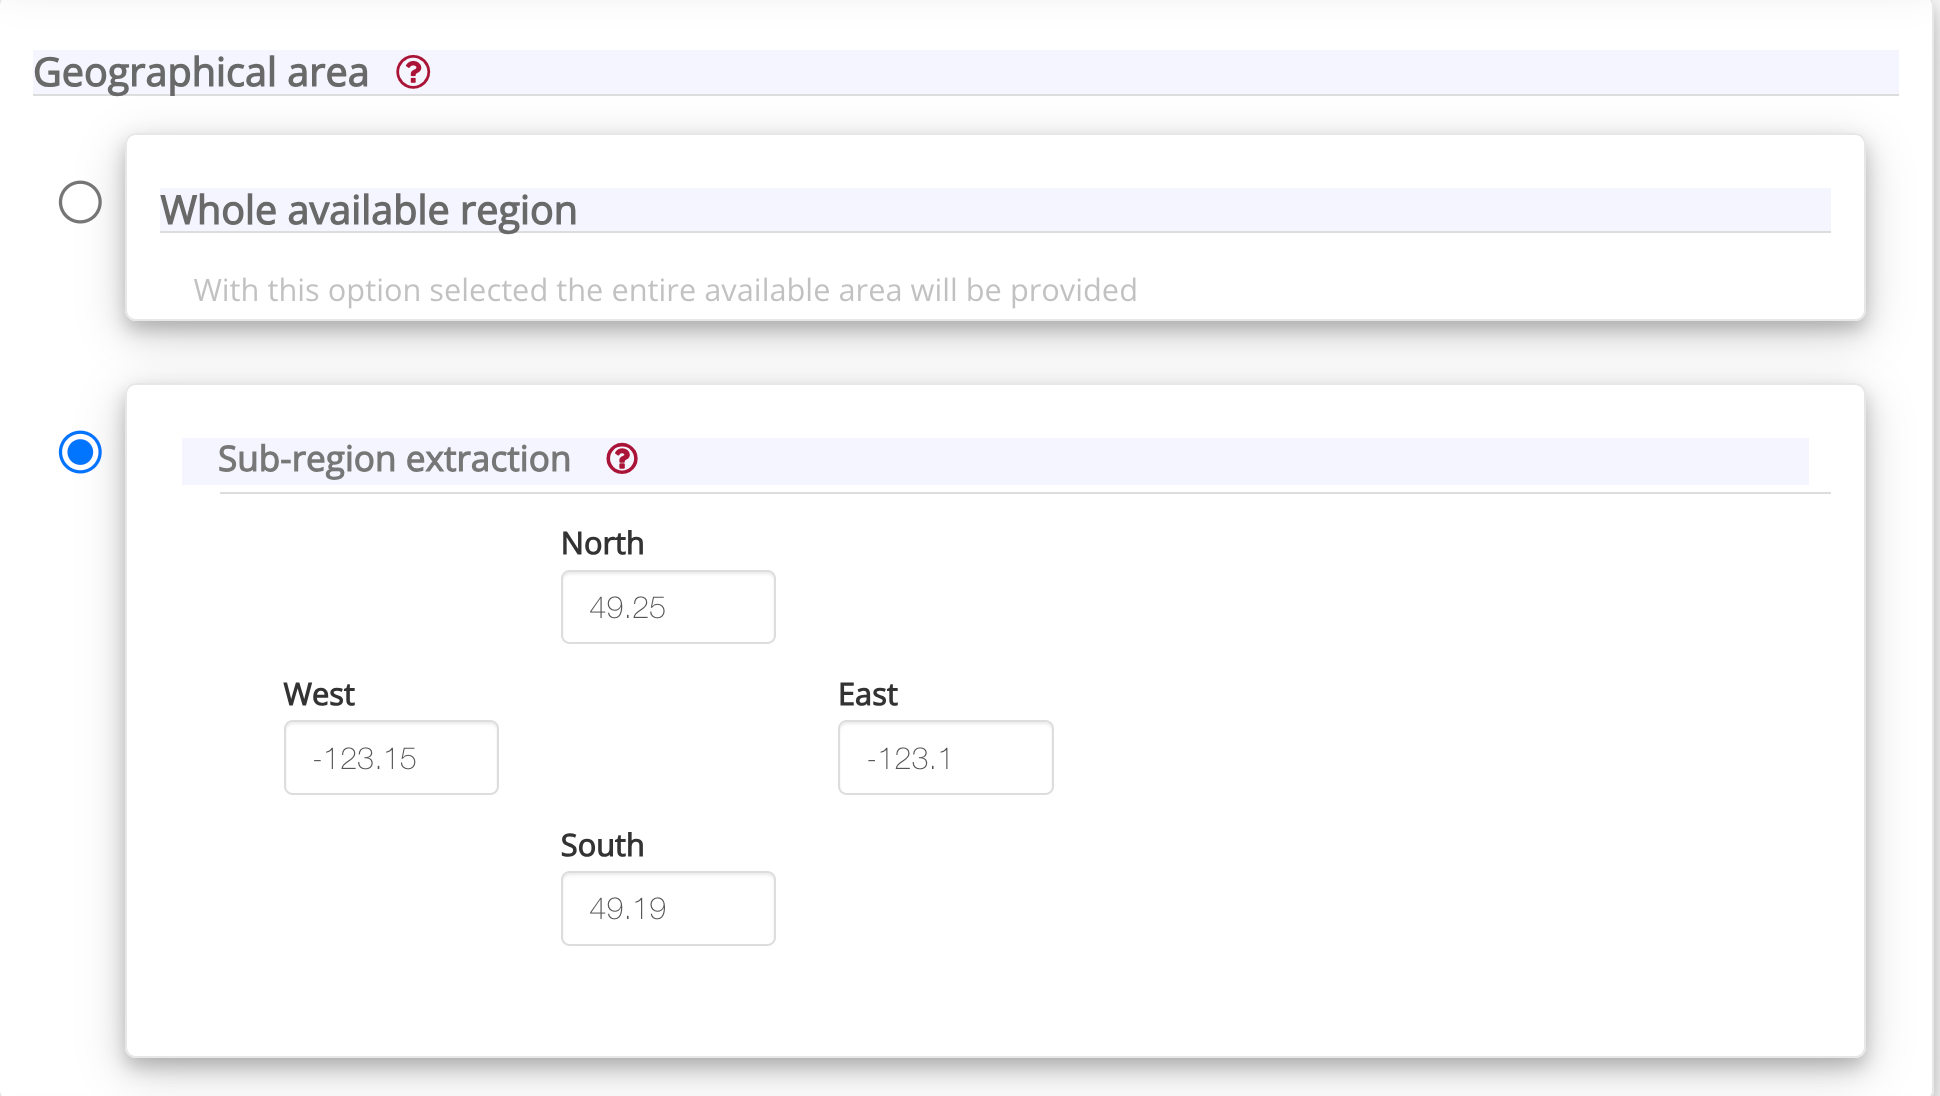 Geographical area
Whole available region
With this option selected the entire available area will be provided
Sub-region extraction
North
49.25
West
East
-123.15
-123.1
South
49.19